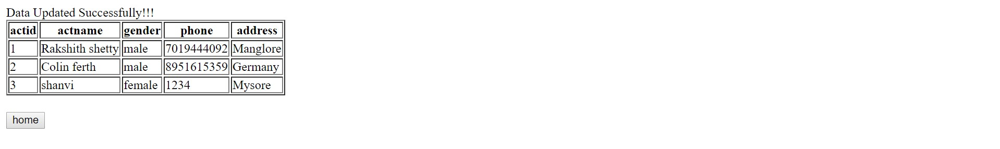 Data Updated Successfully!!!
actid actname gender phone address
1 Rakshith shetty male 7019444092 Manglore
2 Colin ferth male 8951615359 Germany
3 shanvi female 1234 Mysore
home